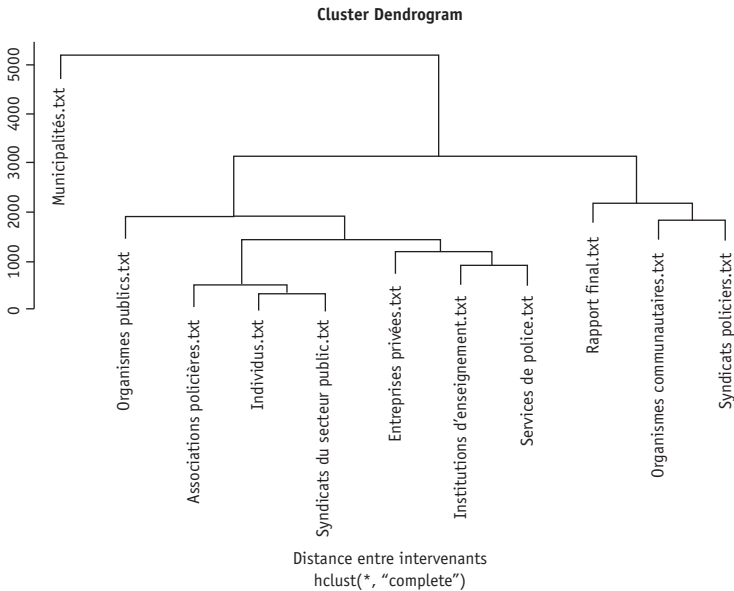 Cluster Dendrogram
5000
4000
3000
2000
1000
0
Municipalités.txt
Organismes publics.txt
Associations policières.txt
Individus.txt
Syndicats du secteur public.txt
Entreprises privées.txt
Institutions d’enseignement.txt
Services de police.txt
Rapport final.txt
Organismes communautaires.txt
Syndicats policiers.txt
Distance entre intervenants
hclust(*, “complete”)